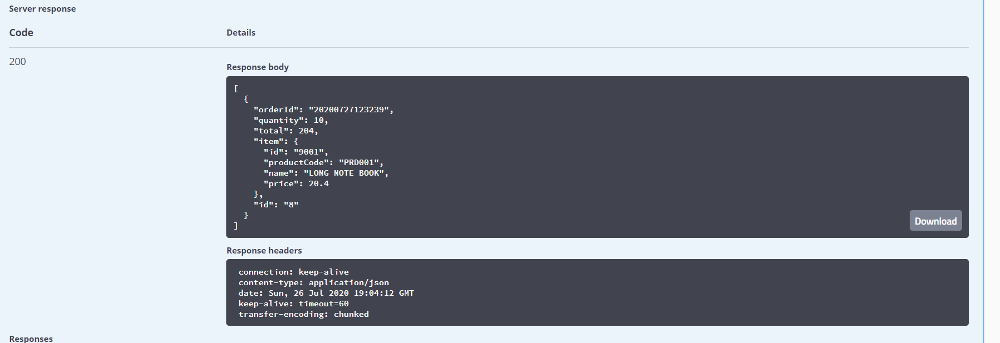 Server response
Code Details
200
Response body
[
  {
    "orderId": "20200727123239",
    "quantity": 10,
    "total": 204,
    "item": {
      "id": "9001",
      "productCode": "PRD001",
      "name": "LONG NOTE BOOK",
      "price": 20.4
    },
    "id": "8"
  }
]
Download
Response headers
connection: keep-alive
content-type: application/json
date: Sun, 26 Jul 2020 19:04:12 GMT
keep-alive: timeout=60
transfer-encoding: chunked
Responses